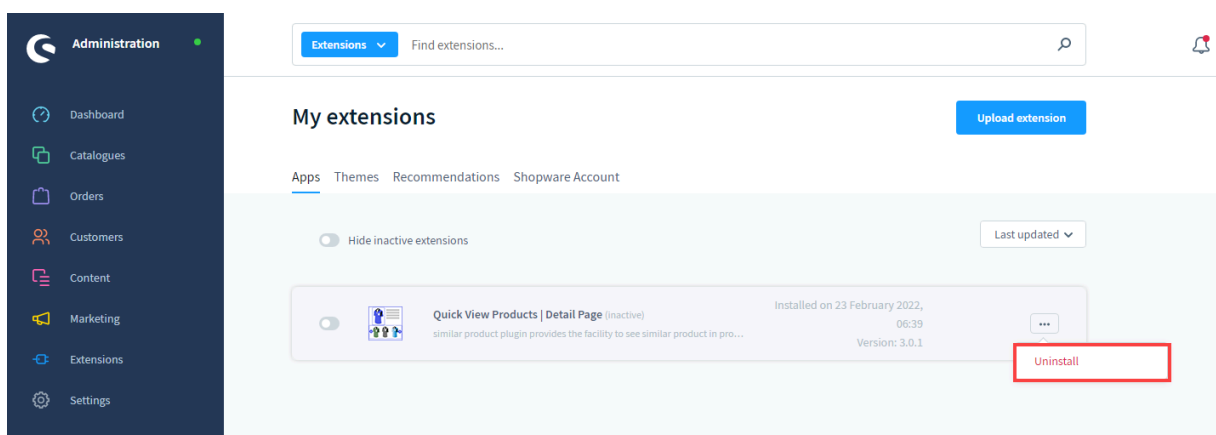 Administration
Extensions Find extensions...
Dashboard
Catalogues
Orders
Customers
Content
Marketing
Extensions
Settings
My extensions
Upload extension
Apps Themes Recommendations Shopware Account
Hide inactive extensions
Last updated
Quick View Products | Detail Page (inactive)
similar product plugin provides the facility to see similar product in pro...
Installed on 23 February 2022,
06:39
Version: 3.0.1
...
Uninstall